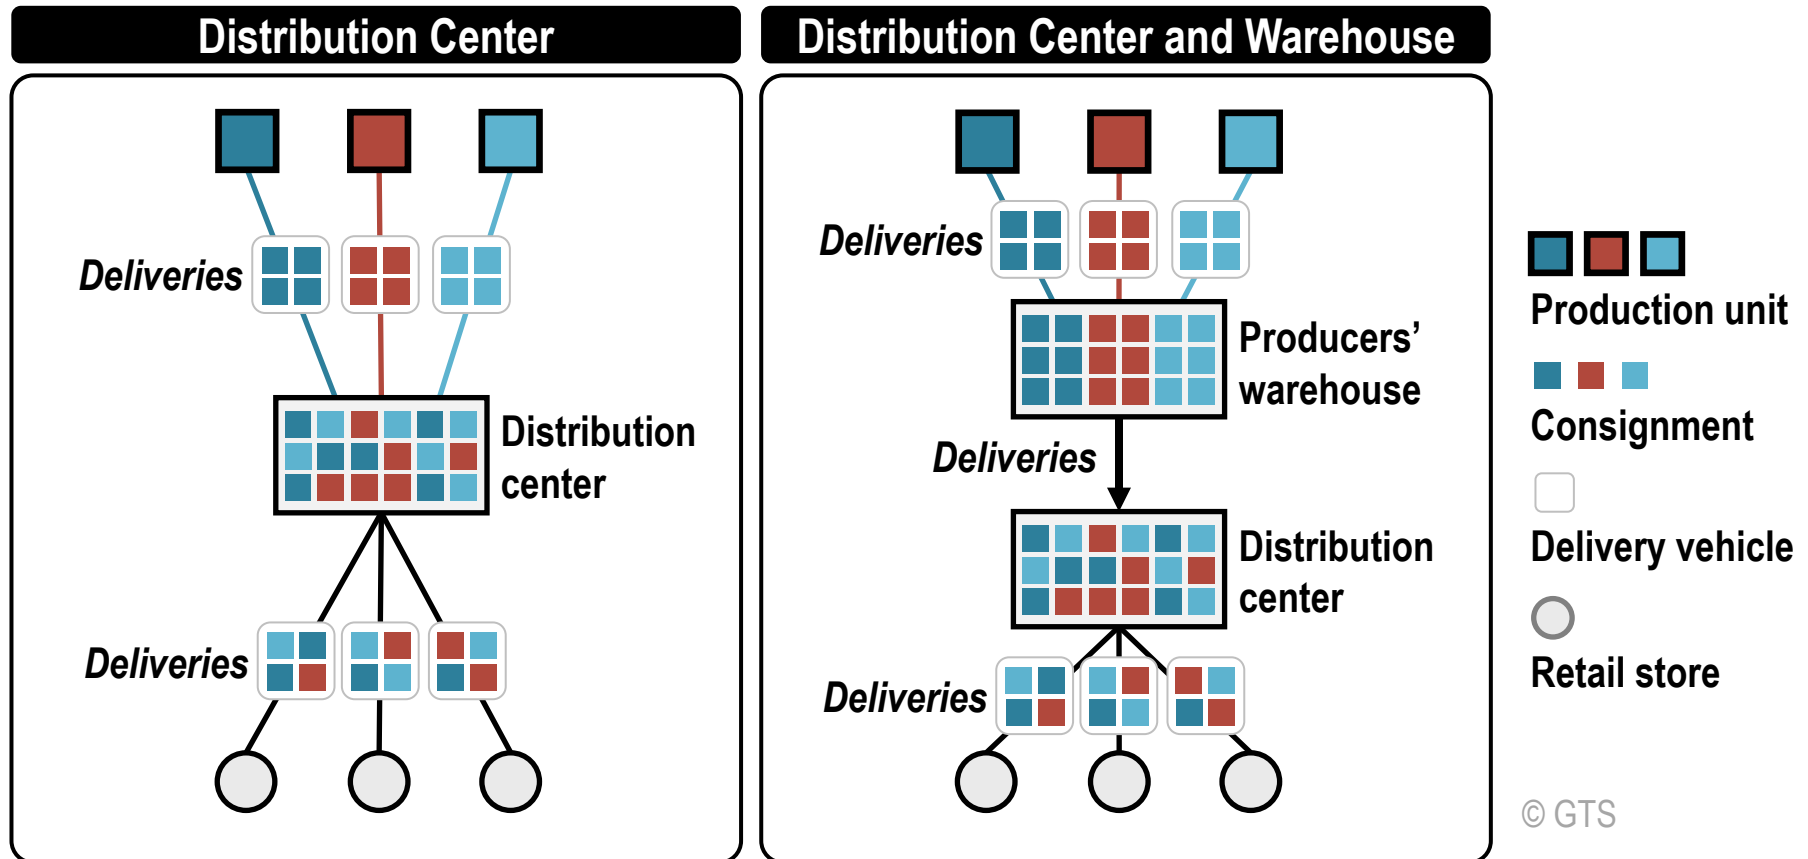 Distribution Center
Deliveries
Distribution
center
Deliveries
Distribution Center and Warehouse
Deliveries
Producers’
warehouse
Deliveries
Distribution
center
Deliveries
Production unit
Consignment
Delivery vehicle
Retail store
© GTS